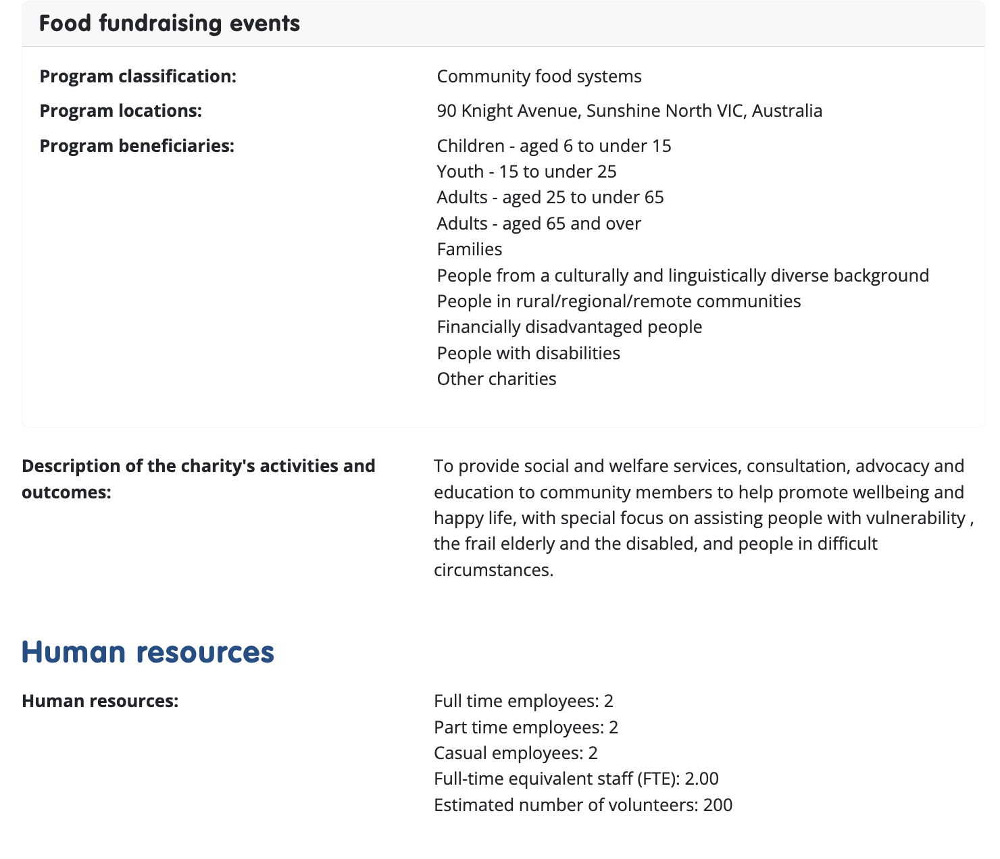 Food fundraising events
Program classification: Community food systems
Program locations: 90 Knight Avenue, Sunshine North VIC, Australia
Program beneficiaries: Children - aged 6 to under 15
Youth - 15 to under 25
Adults - aged 25 to under 65
Adults - aged 65 and over
Families
People from a culturally and linguistically diverse background
People in rural/regional/remote communities
Financially disadvantaged people
People with disabilities
Other charities
Description of the charity's activities and
outcomes:
To provide social and welfare services, consultation, advocacy and
education to community members to help promote wellbeing and
happy life, with special focus on assisting people with vulnerability ,
the frail elderly and the disabled, and people in difficult
circumstances.
Human resources
Human resources: Full time employees: 2
Part time employees: 2
Casual employees: 2
Full-time equivalent staff (FTE): 2.00
Estimated number of volunteers: 200